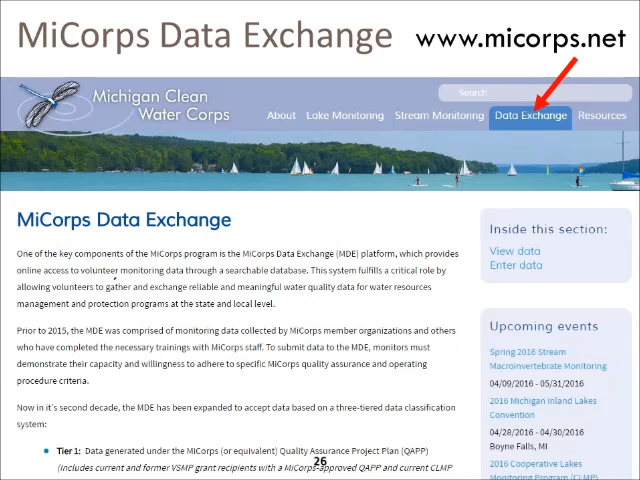 MiCorps Data Exchange
www.micorps.net
Michigan Clean
Water Corps
Search
About
Lake Monitoring
Stream Monitoring
Data Exchange
Resources
MiCorps Data Exchange
One of the key components of the MiCorps program is the MiCorps Data Exchange (MDE) platform, which provides
online access to volunteer monitoring data through a searchable database. This system fulfills a critical role by
allowing volunteers to gather and exchange reliable and meaningful water quality data for water resources
management and protection programs at the state and local level.
Prior to 2015, the MDE was comprised of monitoring data collected by MiCorps member organizations and others
who have completed the necessary trainings with MiCorps staff. To submit data to the MDE, monitors must
demonstrate their capacity and willingness to adhere to specific MiCorps quality assurance and operating
procedure criteria.
Now in it's second decade, the MDE has been expanded to accept data based on a three-tiered data classification
system:
Tier 1: Data generated under the MiCorps (or equivalent) Quality Assurance Project Plan (QAPP)
(Includes current and former VSMP grant recipients with a MiCorps-approved QAPP and current CLMP
26
Inside this section:
View data
Enter data
Upcoming events
Spring 2016 Stream
Macroinvertebrate Monitoring
04/09/2016 - 05/31/2016
2016 Michigan Inland Lakes
Convention
04/28/2016 - 04/30/2016
Boyne Falls, MI
2016 Cooperative Lakes
Monitoring Program (CLMP)